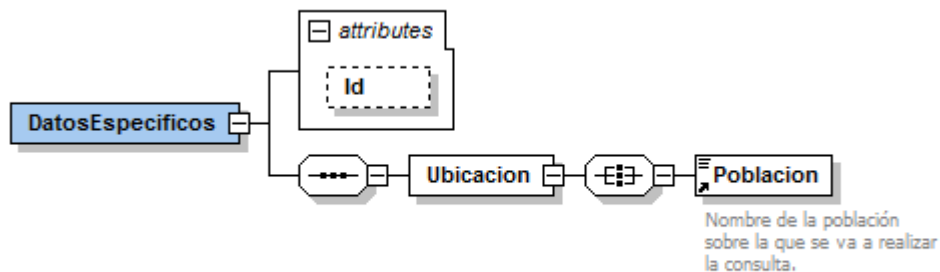 attributes
Id
DatosEspecificos
Ubicacion
Poblacion
Nombre de la población
sobre la que se va a realizar
la consulta.